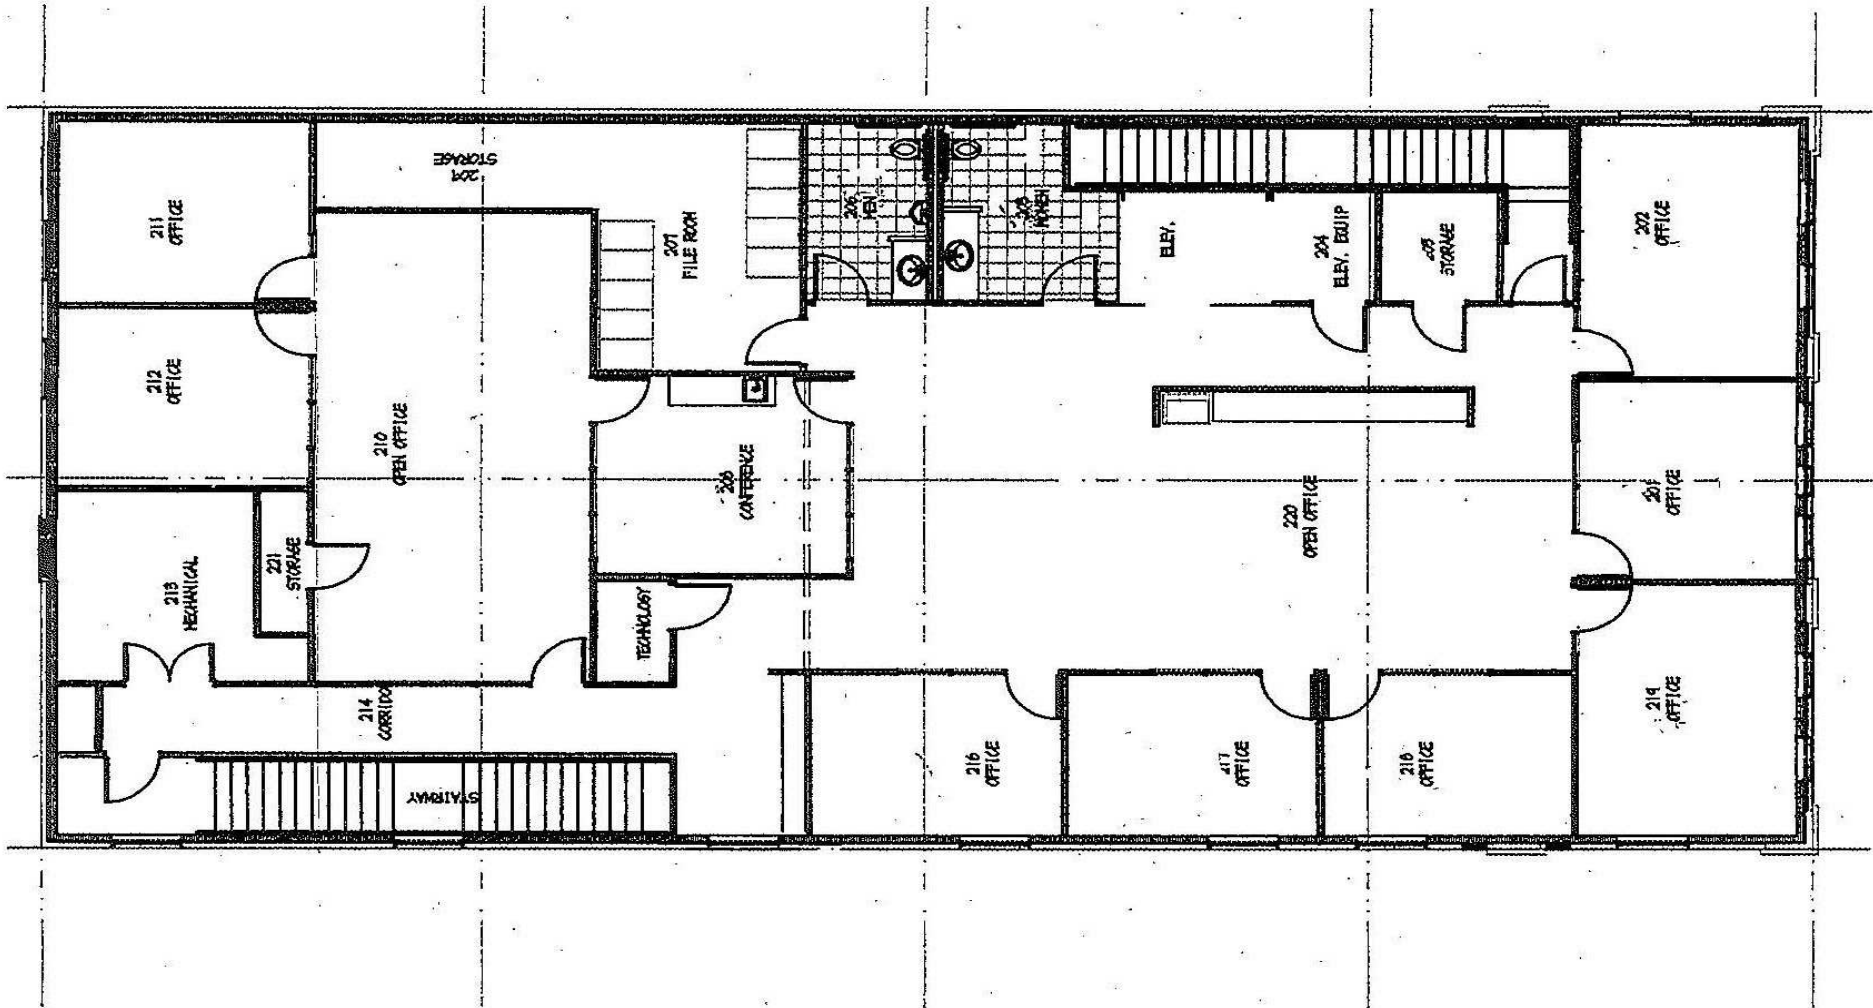 211
OFFICE
STORAGE
209
206
MEN
WOMEN
207
FILE ROOM
ELEV.
204
ELEV. EQUIP
STORAGE
202
OFFICE
212
OFFICE
210
OPEN OFFICE
CONFERENCE
220
OPEN OFFICE
OFFICE
213
MECHANICAL
221
STORAGE
TECHNOLOGY
214
CORRIDO
219
OFFICE
STAIRWAY
216
OFFICE
217
OFFICE
218
OFFICE